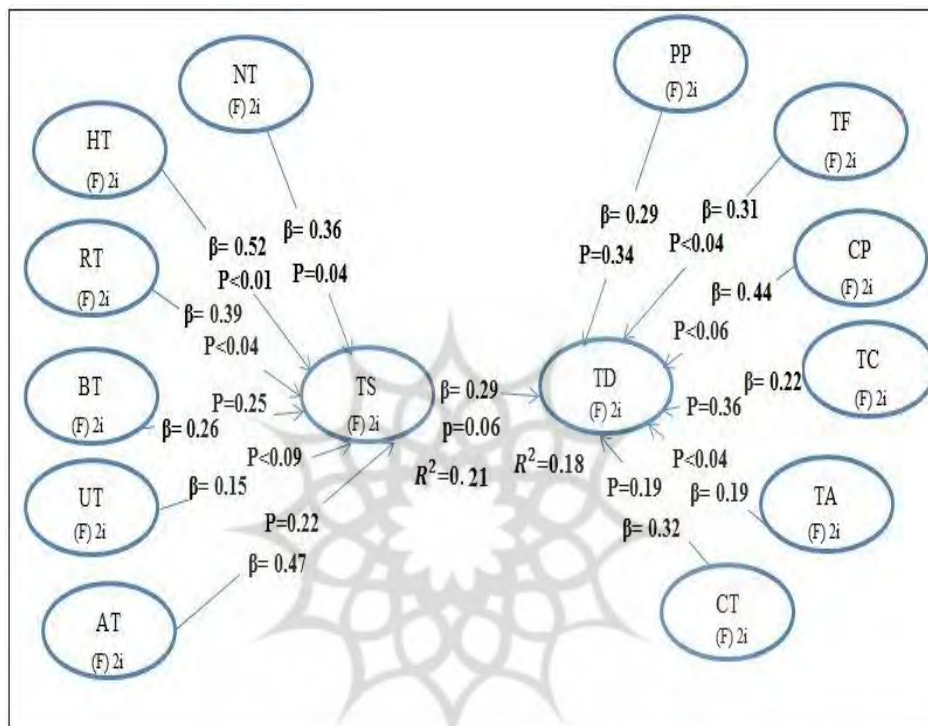 NT
(F) 2i
PP
(F) 2i
HT
(F) 2i
TF
(F) 2i
β= 0.36
P=0.04
β= 0.29
P=0.34
β= 0.31
P<0.04
β= 0.52
P<0.01
RT
(F) 2i
CP
(F) 2i
β= 0.39
P<0.04
β= 0.44
P<0.06
BT
(F) 2i
TS
(F) 2i
β= 0.29
p=0.06
TD
(F) 2i
TC
(F) 2i
P=0.25
β= 0.26
β= 0.22
P=0.36
R²=0.21
R²=0.18
UT
(F) 2i
P<0.09
β= 0.15
P<0.04
β= 0.19
TA
(F) 2i
P=0.22
β= 0.47
P=0.19
β= 0.32
AT
(F) 2i
CT
(F) 2i